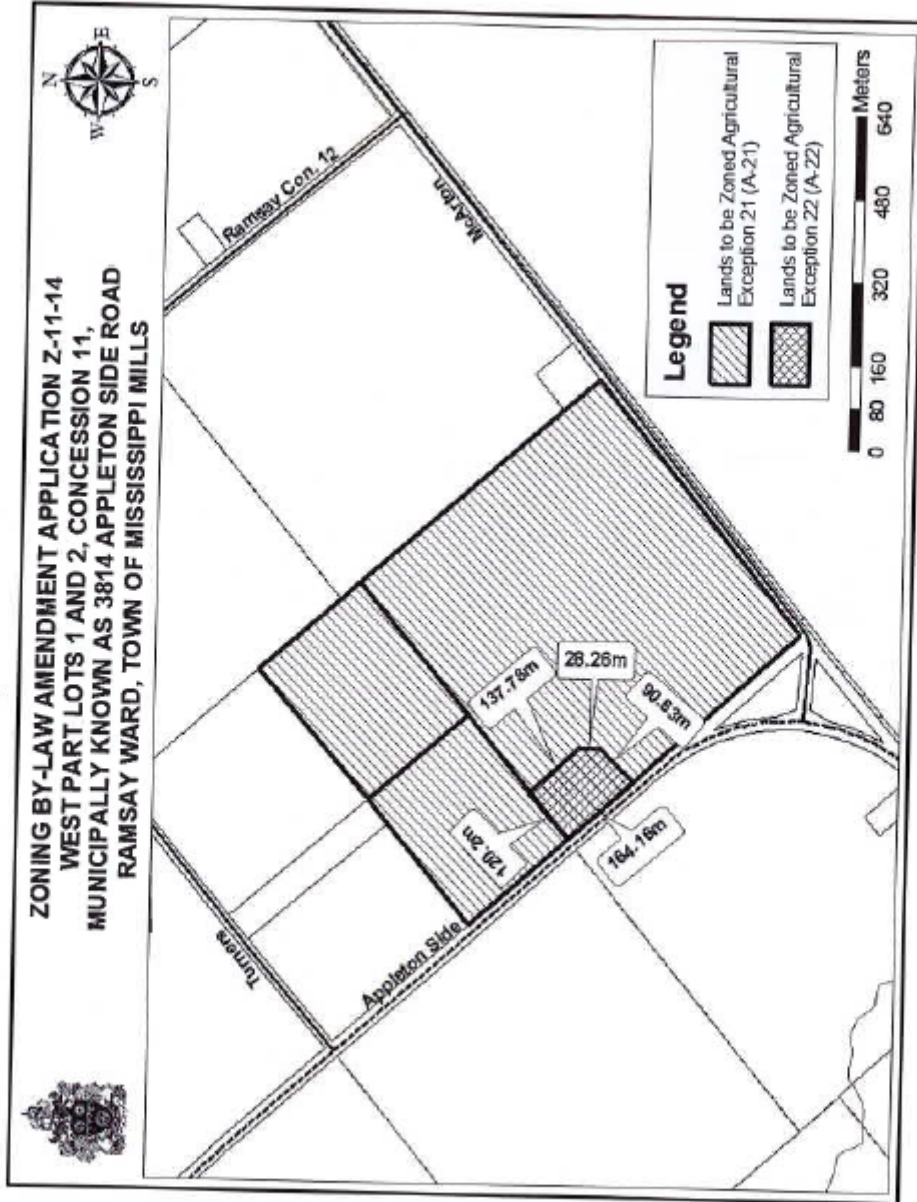 ZONING BY-LAW AMENDMENT APPLICATION Z-11-14
WEST PART LOTS 1 AND 2, CONCESSION 11,
MUNICIPALLY KNOWN AS 3814 APPLETON SIDE ROAD
RAMSAY WARD, TOWN OF MISSISSIPPI MILLS
N
W
E
S
Turners
Ramsay Con. 12
Appleton Side
McArton
120.2m
137.78m
28.26m
90.63m
164.16m
Legend
Lands to be Zoned Agricultural
Exception 21 (A-21)
Lands to be Zoned Agricultural
Exception 22 (A-22)
0 80 160 320 480 640
Meters